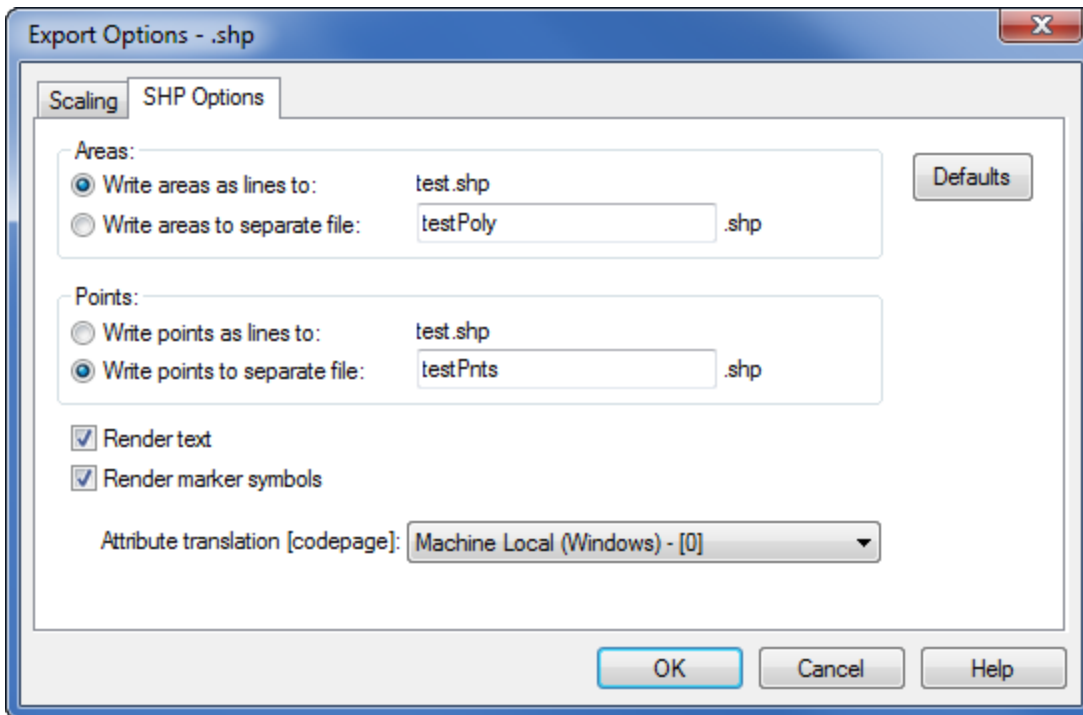 Export Options - .shp
Scaling
SHP Options
Areas:
Write areas as lines to: test.shp
Defaults
Write areas to separate file: testPoly .shp
Points:
Write points as lines to: test.shp
Write points to separate file: testPnts .shp
Render text
Render marker symbols
Attribute translation [codepage]: Machine Local (Windows) - [0]
OK Cancel Help